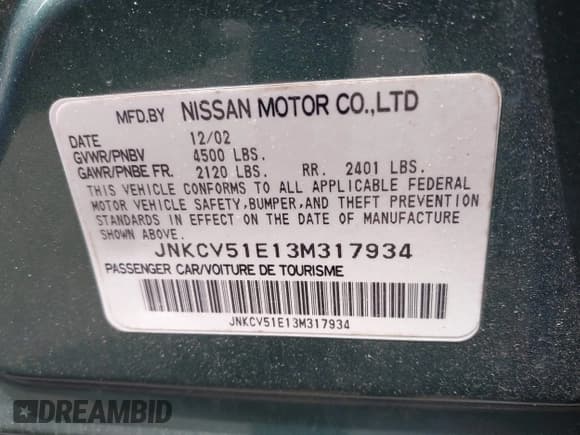 MFD.BY NISSAN MOTOR CO.,LTD
DATE 12/02
GVWR/PNBV 4500 LBS.
GAWR/PNBE FR. 2120 LBS. RR. 2401 LBS.
THIS VEHICLE CONFORMS TO ALL APPLICABLE FEDERAL
MOTOR VEHICLE SAFETY,BUMPER,AND THEFT PREVENTION
STANDARDS IN EFFECT ON THE DATE OF MANUFACTURE
SHOWN ABOVE.
JNKCV51E13M317934
PASSENGER CAR/VOITURE DE TOURISME
JNKCV51E13M317934
DREAMBID